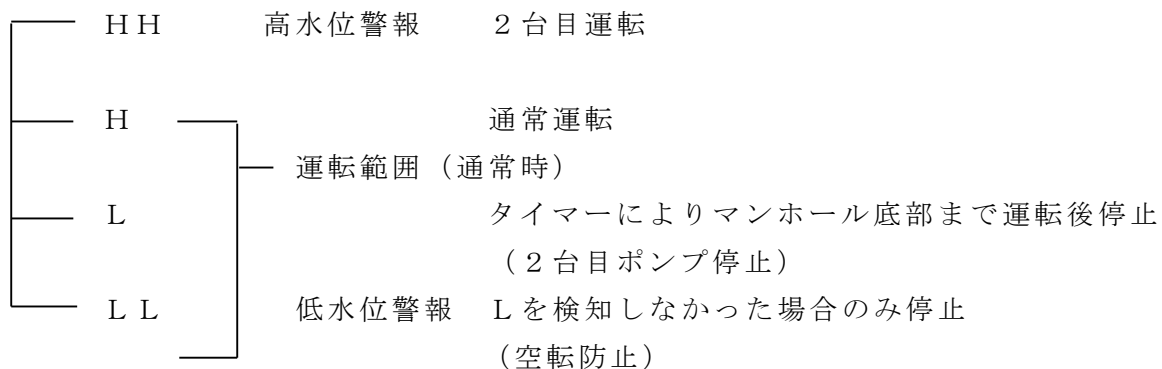 ＨＨ　高水位警報　２台目運転
Ｈ　通常運転
運転範囲（通常時）
Ｌ　タイマーによりマンホール底部まで運転後停止
（２台目ポンプ停止）
ＬＬ　低水位警報　Ｌを検知しなかった場合のみ停止
（空転防止）